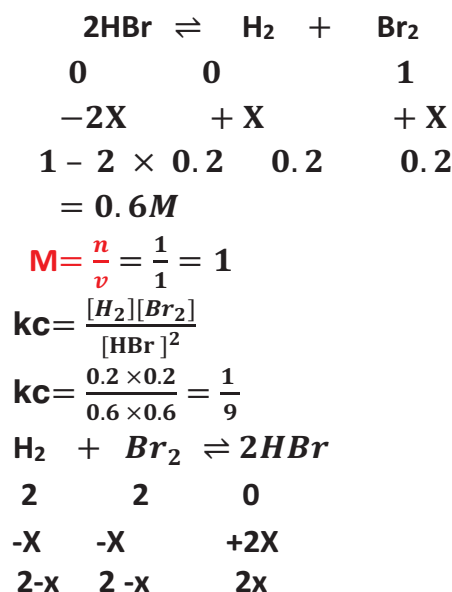 2HBr ⇌ H₂ + Br₂
0 0 1
−2X + X + X
1 – 2 × 0.2 0.2 0.2
= 0.6M
M= n/v = 1/1 = 1
kc= [H₂][Br₂]/[HBr ]²
kc= 0.2 ×0.2/0.6 ×0.6 = 1/9
H₂ + Br₂ ⇌ 2HBr
2 2 0
-X -X +2X
2-x 2 -x 2x